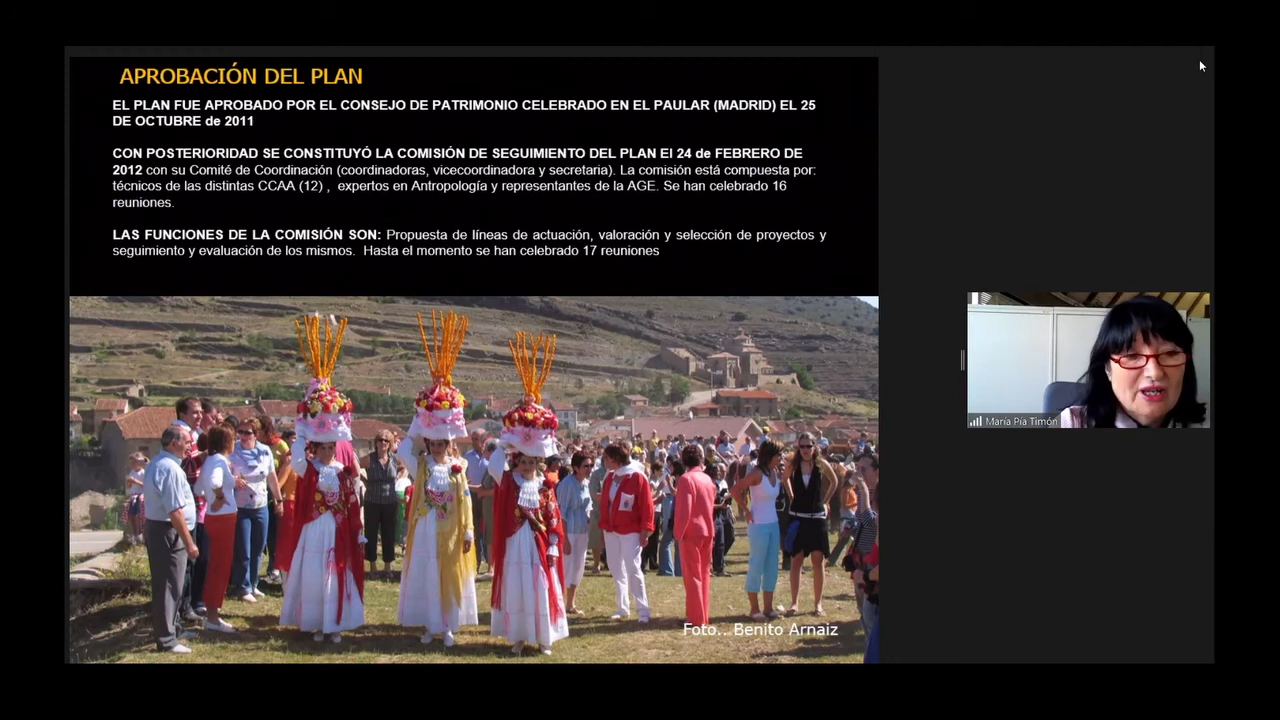 APROBACIÓN DEL PLAN
EL PLAN FUE APROBADO POR EL CONSEJO DE PATRIMONIO CELEBRADO EN EL PAULAR (MADRID) EL 25
DE OCTUBRE de 2011
CON POSTERIORIDAD SE CONSTITUYÓ LA COMISIÓN DE SEGUIMIENTO DEL PLAN El 24 de FEBRERO DE
2012 con su Comité de Coordinación (coordinadoras, vicecoordinadora y secretaria). La comisión está compuesta por:
técnicos de las distintas CCAA (12) , expertos en Antropología y representantes de la AGE. Se han celebrado 16
reuniones.
LAS FUNCIONES DE LA COMISIÓN SON: Propuesta de líneas de actuación, valoración y selección de proyectos y
seguimiento y evaluación de los mismos. Hasta el momento se han celebrado 17 reuniones
María Pía Timón
Foto... Benito Arnaiz